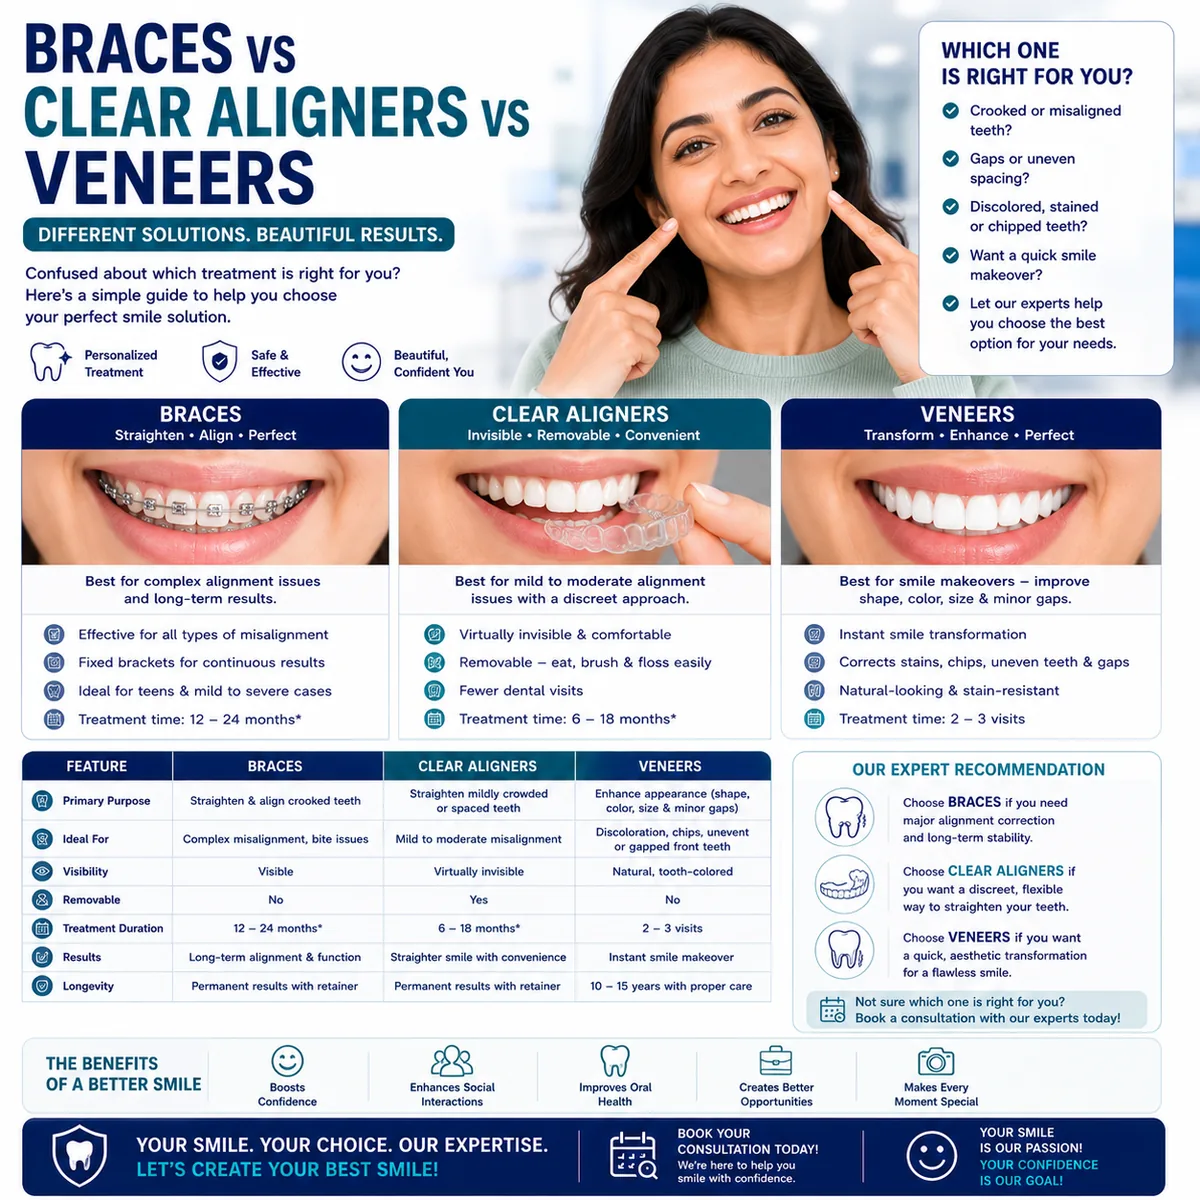 BRACES VS
CLEAR ALIGNERS VS
VENEERS
DIFFERENT SOLUTIONS. BEAUTIFUL RESULTS.
Confused about which treatment is right for you?
Here's a simple guide to help you choose
your perfect smile solution.
Personalized
Treatment
Safe &
Effective
Beautiful,
Confident You
WHICH ONE
IS RIGHT FOR YOU?
Crooked or misaligned
teeth?
Gaps or uneven
spacing?
Discolored, stained
or chipped teeth?
Want a quick smile
makeover?
Let our experts help
you choose the best
option for your needs.
BRACES
Straighten • Align • Perfect
Best for complex alignment issues
and long-term results.
Effective for all types of misalignment
Fixed brackets for continuous results
Ideal for teens & mild to severe cases
Treatment time: 12 – 24 months*
CLEAR ALIGNERS
Invisible • Removable • Convenient
Best for mild to moderate alignment
issues with a discreet approach.
Virtually invisible & comfortable
Removable – eat, brush & floss easily
Fewer dental visits
Treatment time: 6 – 18 months*
VENEERS
Transform • Enhance • Perfect
Best for smile makeovers – improve
shape, color, size & minor gaps.
Instant smile transformation
Corrects stains, chips, uneven teeth & gaps
Natural-looking & stain-resistant
Treatment time: 2 – 3 visits
FEATURE BRACES CLEAR ALIGNERS VENEERS
Primary Purpose
Straighten & align crooked teeth
Straighten mildly crowded
or spaced teeth
Enhance appearance (shape,
color, size & minor gaps)
Ideal For
Complex misalignment, bite issues
Mild to moderate misalignment
Discoloration, chips, unevent
or gapped front teeth
Visibility Visible Virtually invisible Natural, tooth-colored
Removable No Yes No
Treatment Duration 12 – 24 months* 6 – 18 months* 2 – 3 visits
Results Long-term alignment & function Straighter smile with convenience Instant smile makeover
Longevity Permanent results with retainer Permanent results with retainer 10 – 15 years with proper care
OUR EXPERT RECOMMENDATION
Choose BRACES if you need
major alignment correction
and long-term stability.
Choose CLEAR ALIGNERS if
you want a discreet, flexible
way to straighten your teeth.
Choose VENEERS if you want
a quick, aesthetic transformation
for a flawless smile.
Not sure which one is right for you?
Book a consultation with our experts today!
THE BENEFITS
OF A BETTER SMILE
Boosts
Confidence
Enhances Social
Interactions
Improves Oral
Health
Creates Better
Opportunities
Makes Every
Moment Special
YOUR SMILE. YOUR CHOICE. OUR EXPERTISE.
LET'S CREATE YOUR BEST SMILE!
BOOK YOUR
CONSULTATION TODAY!
We're here to help you
smile with confidence.
YOUR SMILE
IS OUR PASSION!
YOUR CONFIDENCE
IS OUR GOAL!